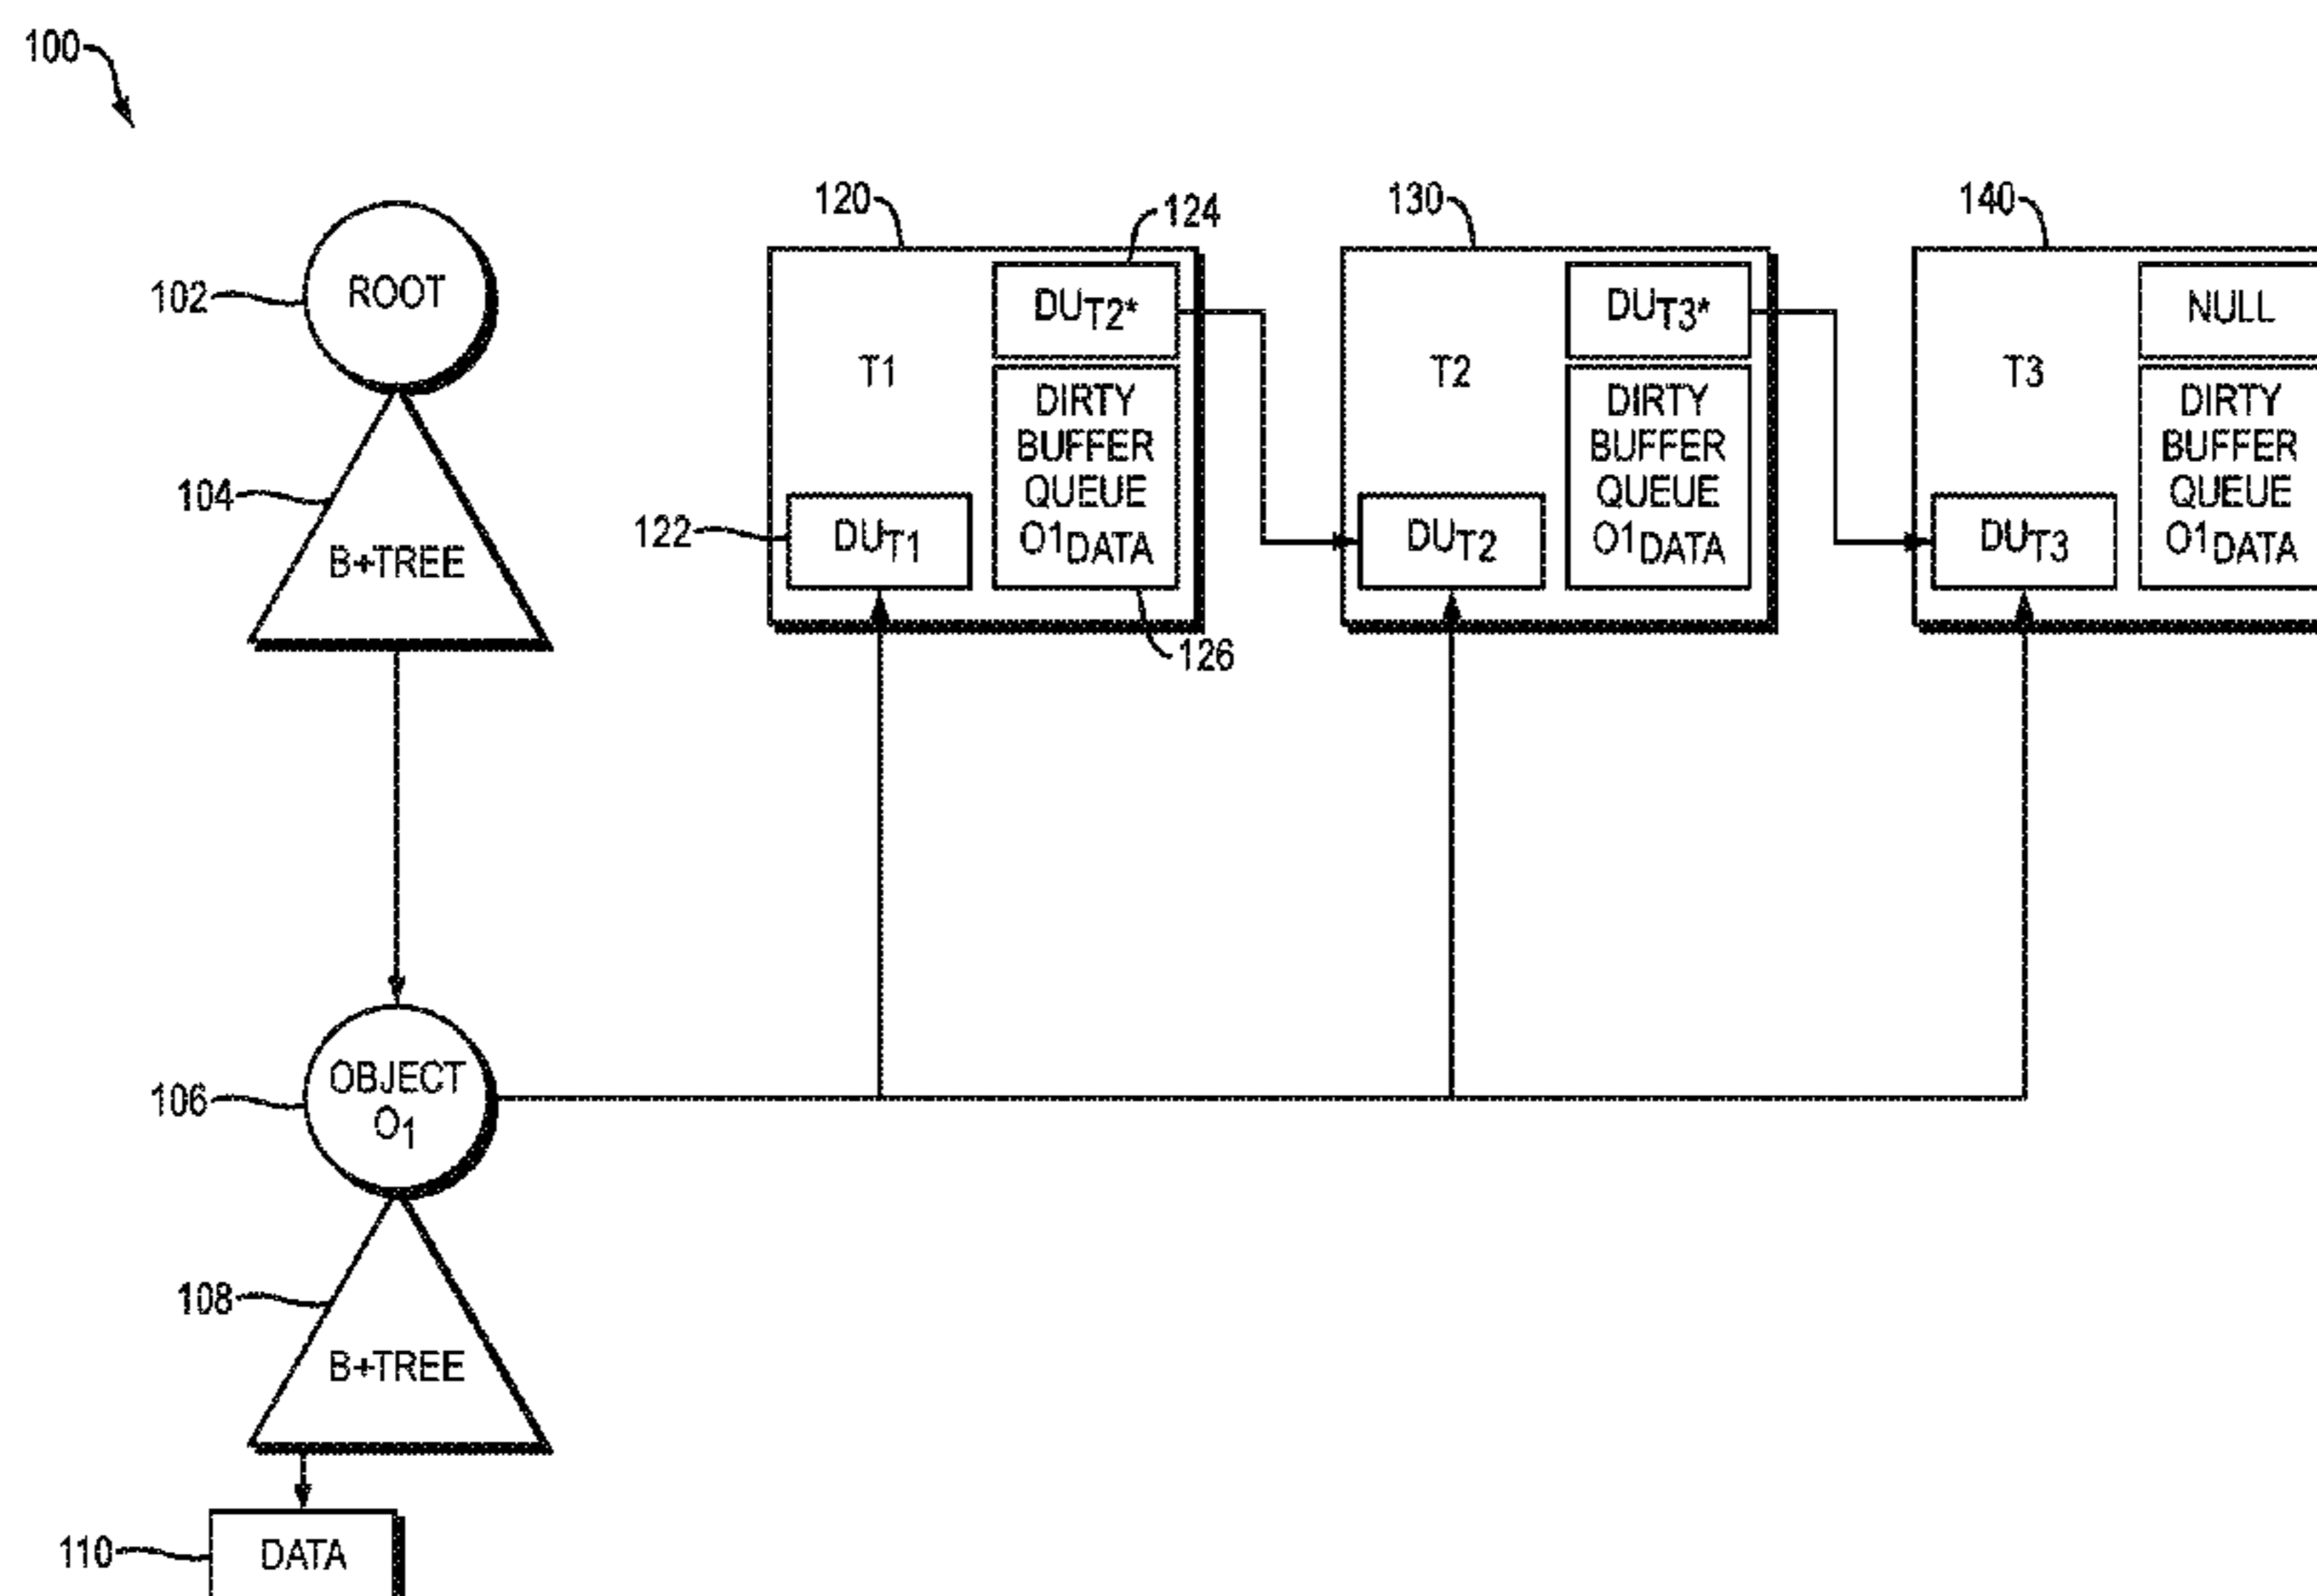 100
120
124
130
140
102
ROOT
DU_T2*
DU_T3*
NULL
T1
T2
T3
DIRTY
BUFFER
QUEUE
O1_DATA
DIRTY
BUFFER
QUEUE
O1_DATA
DIRTY
BUFFER
QUEUE
O1_DATA
104
B+TREE
122
DU_T1
DU_T2
DU_T3
126
106
OBJECT
O_1
108
B+TREE
110
DATA